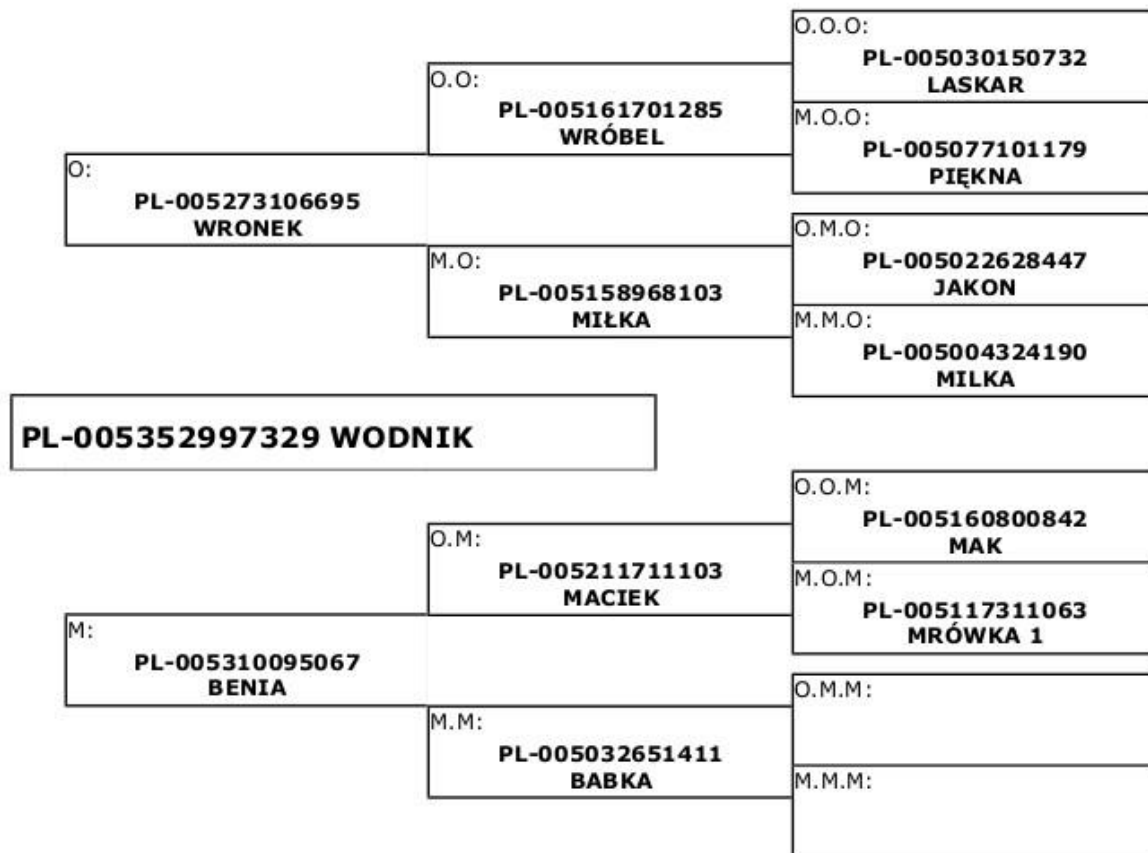 O.O.O:
PL-005030150732
LASKAR
O.O:
PL-005161701285
WRÓBEL
M.O.O:
PL-005077101179
PIĘKNA
O:
PL-005273106695
WRONEK
O.M.O:
PL-005022628447
JAKON
M.O:
PL-005158968103
MIŁKA
M.M.O:
PL-005004324190
MILKA
PL-005352997329 WODNIK
O.O.M:
PL-005160800842
MAK
O.M:
PL-005211711103
MACIEK
M.O.M:
PL-005117311063
MRÓWKA 1
M:
PL-005310095067
BENIA
O.M.M:
M.M:
PL-005032651411
BABKA
M.M.M: